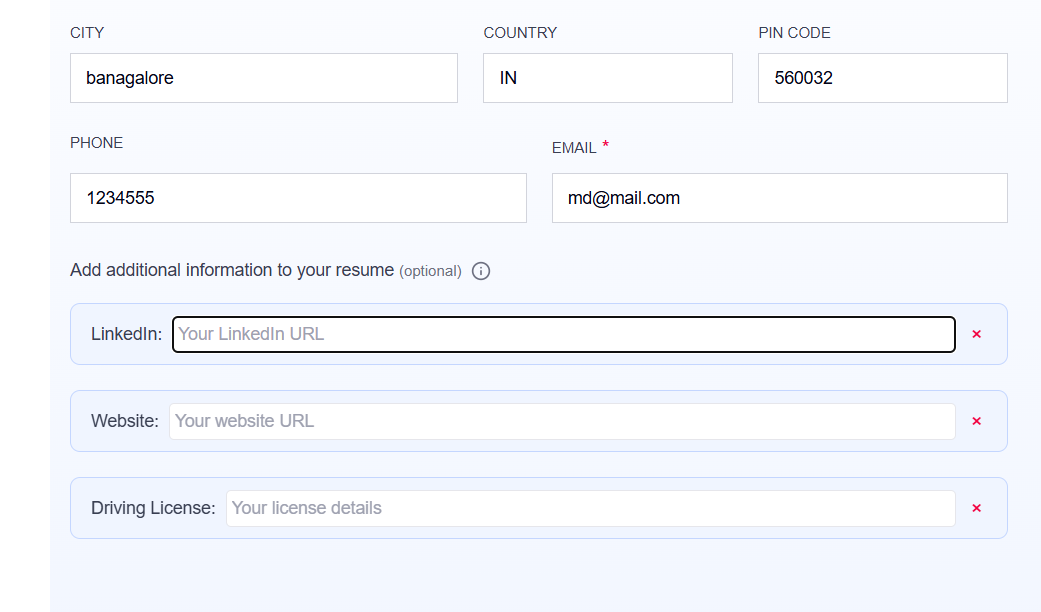 CITY COUNTRY PIN CODE
banagalore IN 560032
PHONE EMAIL *
1234555 md@mail.com
Add additional information to your resume (optional)
LinkedIn: Your LinkedIn URL
Website: Your website URL
Driving License: Your license details